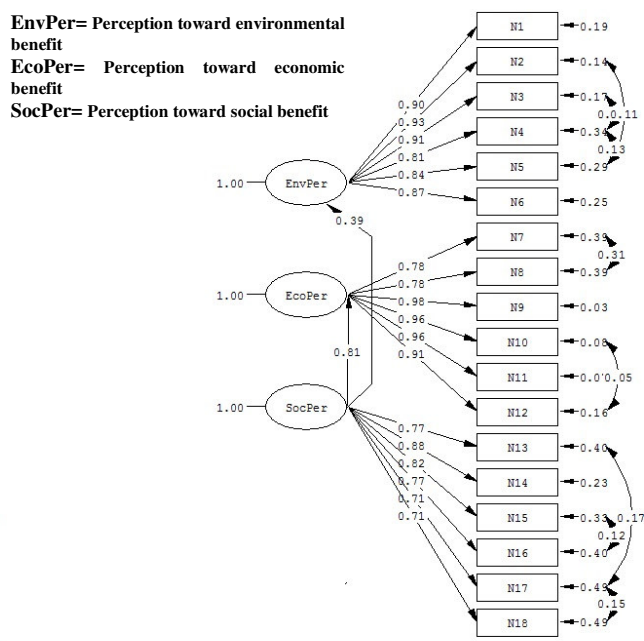 EnvPer= Perception toward environmental
benefit
EcoPer= Perception toward economic
benefit
SocPer= Perception toward social benefit
N1 0.19
N2 0.14
N3 0.17
0.11
0.90
0.93
N4 0.34
0.91
0.13
0.81
N5 0.29
0.84
1.00 EnvPer
0.87
N6 0.25
0.39
N7 0.39
0.31
0.78
N8 0.39
0.78
1.00 EcoPer
0.98
N9 0.03
0.96
N10 0.08
0.96
0.81
0.91
N11 0.05
N12 0.16
1.00 SocPer
0.77
N13 0.40
0.88
0.82
N14 0.23
0.77
0.71
N15 0.33 0.17
0.71
0.12
N16 0.40
N17 0.49
0.15
N18 0.49